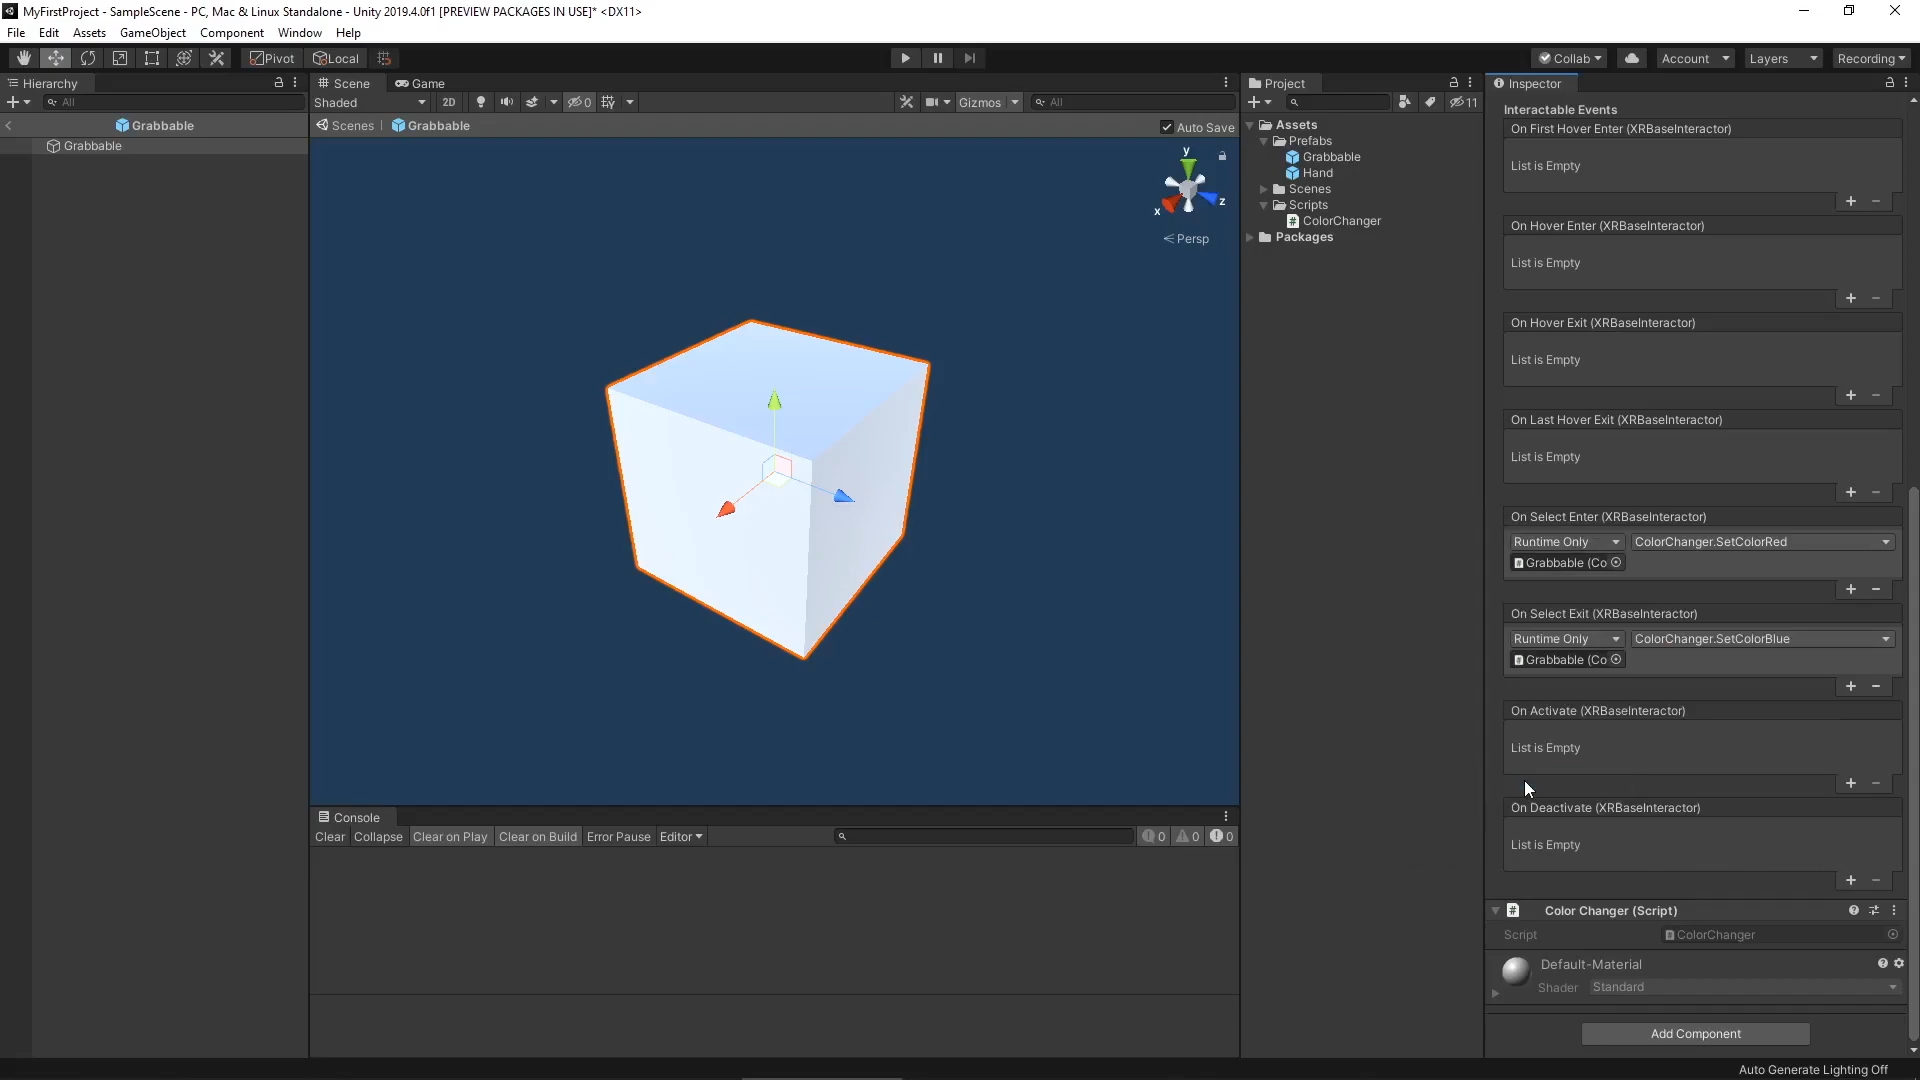 MyFirstProject - SampleScene - PC, Mac & Linux Standalone - Unity 2019.4.0f1 [PREVIEW PACKAGES IN USE]* <DX11>
File Edit Assets GameObject Component Window Help
Pivot Local Collab Account Layers Recording
Hierarchy
All
Grabbable
Grabbable
Scene Game
Shaded 2D 0 Gizmos All
Scenes Grabbable Auto Save
y
x
z
Persp
Console
Clear Collapse Clear on Play Clear on Build Error Pause Editor 0 0 0
Project
11
Assets
Prefabs
Grabbable
Hand
Scenes
Scripts
ColorChanger
Packages
Inspector
Interactable Events
On First Hover Enter (XRBaseInteractor)
List is Empty
On Hover Enter (XRBaseInteractor)
List is Empty
On Hover Exit (XRBaseInteractor)
List is Empty
On Last Hover Exit (XRBaseInteractor)
List is Empty
On Select Enter (XRBaseInteractor)
Runtime Only ColorChanger.SetColorRed
Grabbable (Co
On Select Exit (XRBaseInteractor)
Runtime Only ColorChanger.SetColorBlue
Grabbable (Co
On Activate (XRBaseInteractor)
List is Empty
On Deactivate (XRBaseInteractor)
List is Empty
Color Changer (Script)
Script ColorChanger
Default-Material
Shader Standard
Add Component
Auto Generate Lighting Off